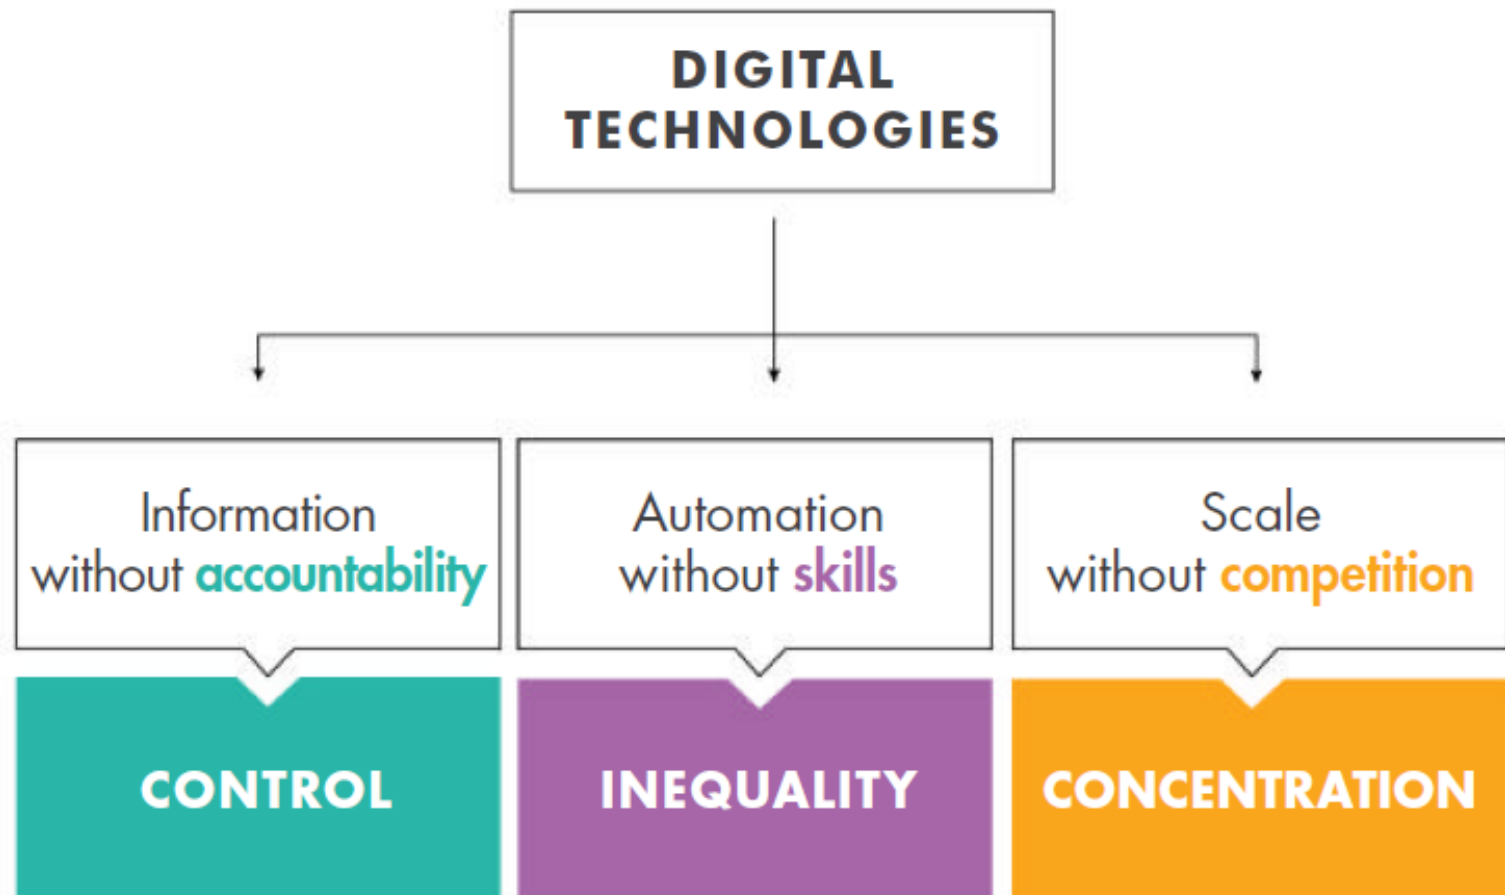 DIGITAL
TECHNOLOGIES
Information
without accountability
CONTROL
Automation
without skills
INEQUALITY
Scale
without competition
CONCENTRATION